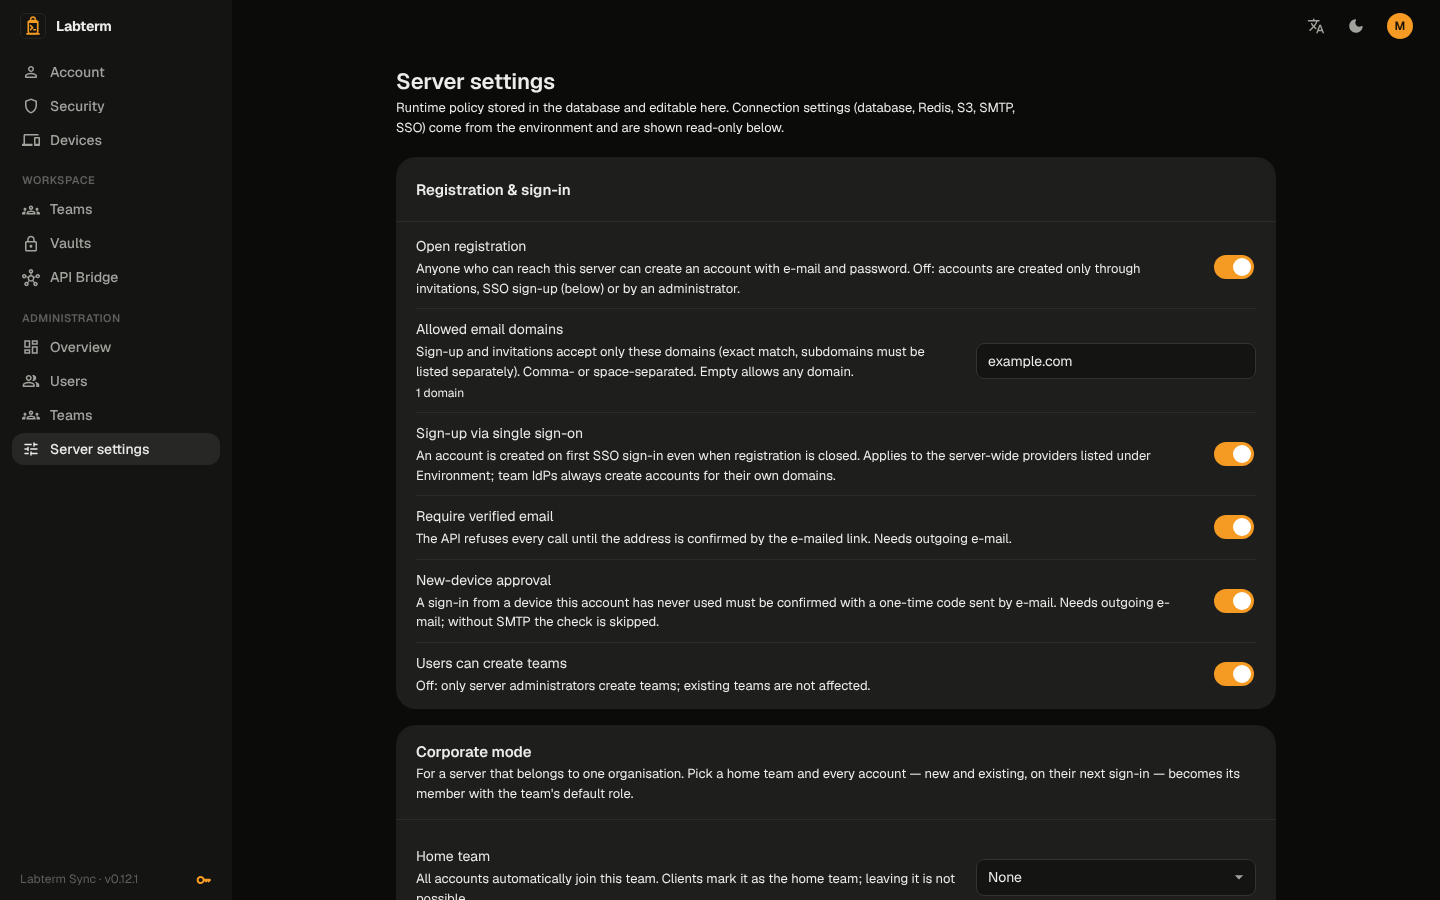 Labterm
M
Account
Security
Devices
WORKSPACE
Teams
Vaults
API Bridge
ADMINISTRATION
Overview
Users
Teams
Server settings
Labterm Sync · v0.12.1
Server settings
Runtime policy stored in the database and editable here. Connection settings (database, Redis, S3, SMTP,
SSO) come from the environment and are shown read-only below.
Registration & sign-in
Open registration
Anyone who can reach this server can create an account with e-mail and password. Off: accounts are created only through
invitations, SSO sign-up (below) or by an administrator.
Allowed email domains
Sign-up and invitations accept only these domains (exact match, subdomains must be
listed separately). Comma- or space-separated. Empty allows any domain.
1 domain
example.com
Sign-up via single sign-on
An account is created on first SSO sign-in even when registration is closed. Applies to the server-wide providers listed under
Environment; team IdPs always create accounts for their own domains.
Require verified email
The API refuses every call until the address is confirmed by the e-mailed link. Needs outgoing e-mail.
New-device approval
A sign-in from a device this account has never used must be confirmed with a one-time code sent by e-mail. Needs outgoing e-
mail; without SMTP the check is skipped.
Users can create teams
Off: only server administrators create teams; existing teams are not affected.
Corporate mode
For a server that belongs to one organisation. Pick a home team and every account — new and existing, on their next sign-in — becomes its
member with the team's default role.
Home team
All accounts automatically join this team. Clients mark it as the home team; leaving it is not
possible.
None